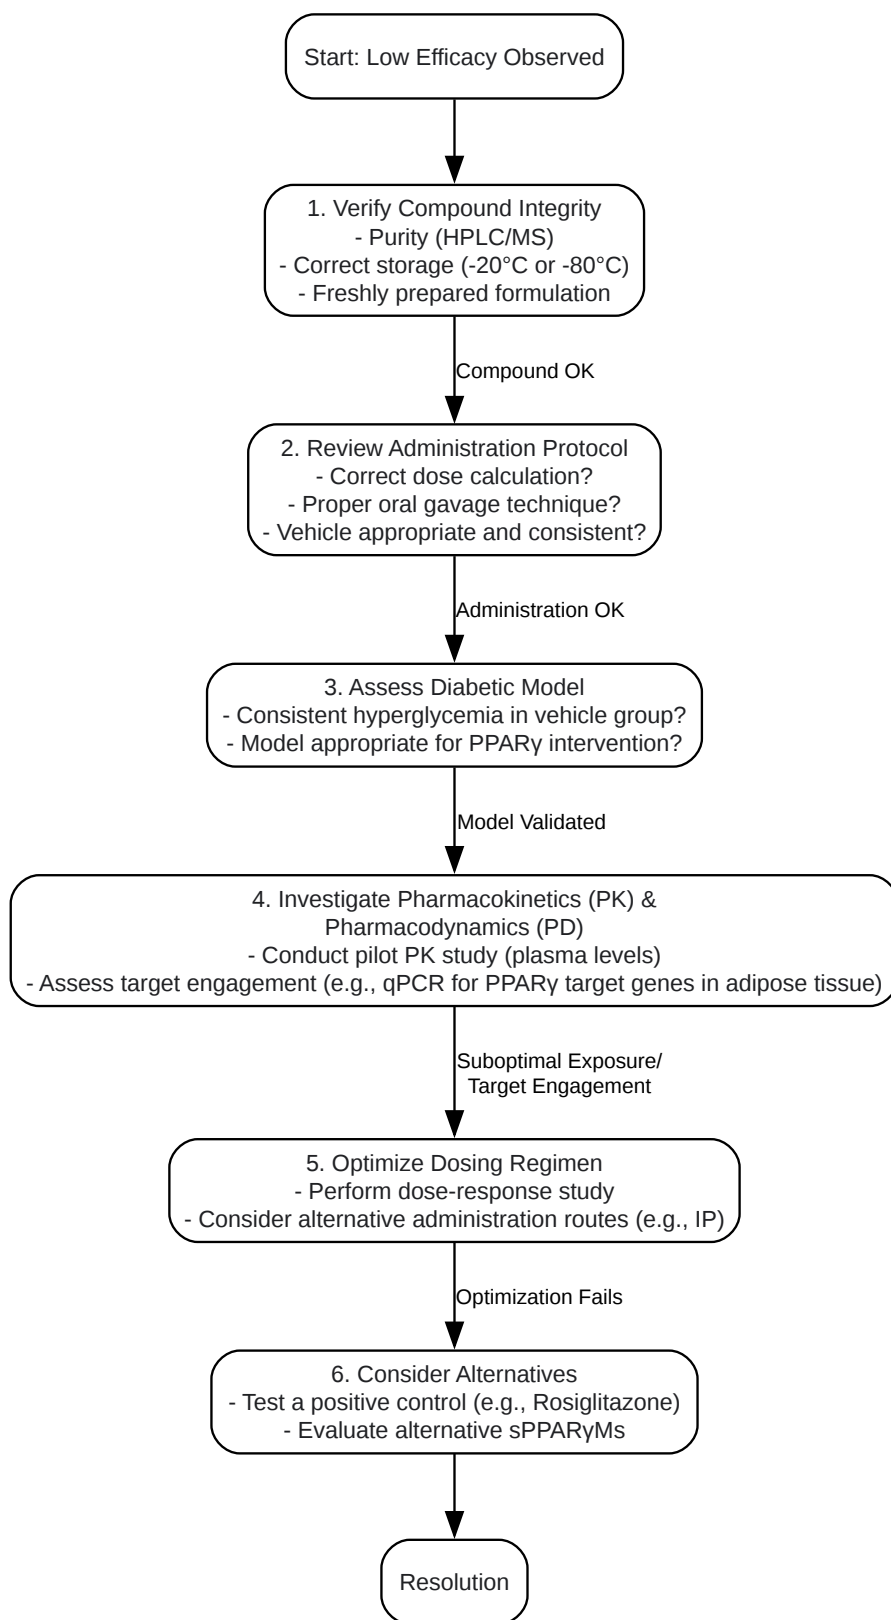 Start: Low Efficacy Observed
1. Verify Compound Integrity
- Purity (HPLC/MS)
- Correct storage (-20°C or -80°C)
- Freshly prepared formulation
Compound OK
2. Review Administration Protocol
- Correct dose calculation?
- Proper oral gavage technique?
- Vehicle appropriate and consistent?
Administration OK
3. Assess Diabetic Model
- Consistent hyperglycemia in vehicle group?
- Model appropriate for PPARγ intervention?
Model Validated
4. Investigate Pharmacokinetics (PK) &
Pharmacodynamics (PD)
- Conduct pilot PK study (plasma levels)
- Assess target engagement (e.g., qPCR for PPARγ target genes in adipose tissue)
Suboptimal Exposure/
Target Engagement
5. Optimize Dosing Regimen
- Perform dose-response study
- Consider alternative administration routes (e.g., IP)
Optimization Fails
6. Consider Alternatives
- Test a positive control (e.g., Rosiglitazone)
- Evaluate alternative sPPARγMs
Resolution